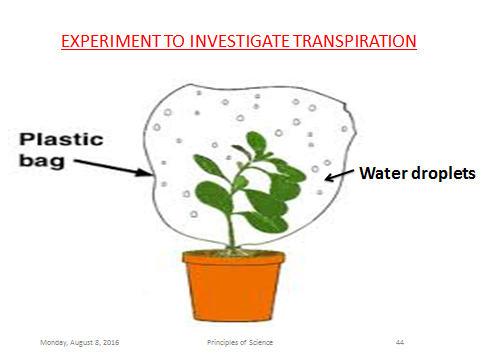 EXPERIMENT TO INVESTIGATE TRANSPIRATION
Plastic
bag
Water droplets
Monday, August 8, 2016
Principles of Science
44